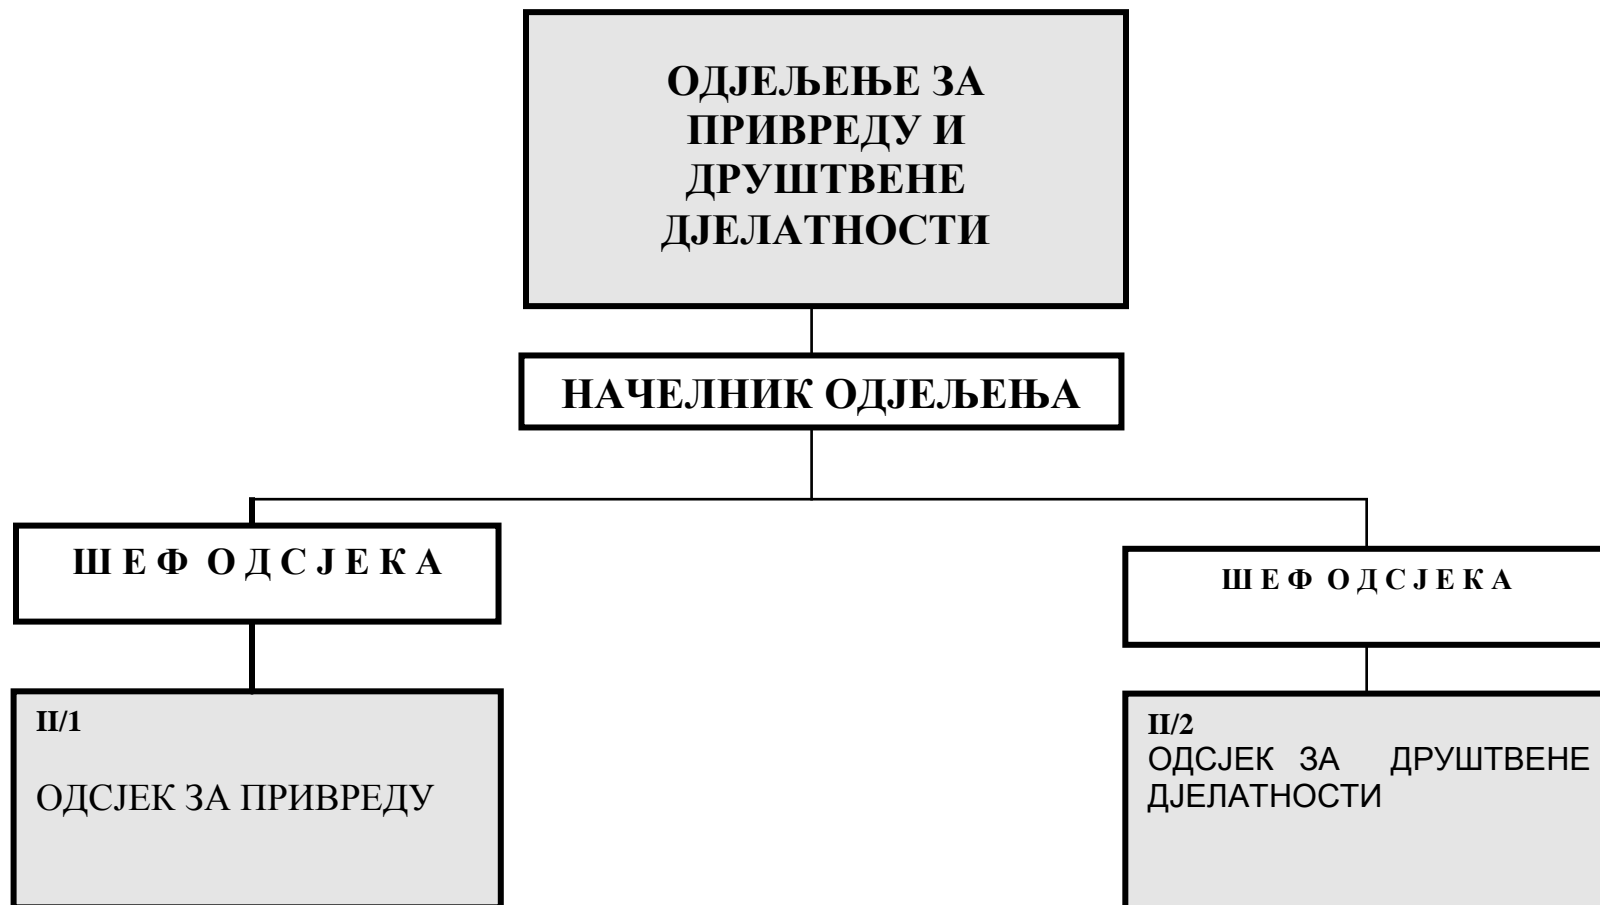 ОДЈЕЉЕЊЕ ЗА
ПРИВРЕДУ И
ДРУШТВЕНЕ
ДЈЕЛАТНОСТИ
НАЧЕЛНИК ОДЈЕЉЕЊА
Ш Е Ф О Д С Ј Е К А
Ш Е Ф О Д С Ј Е К А
II/1
ОДСЈЕК ЗА ПРИВРЕДУ
II/2
ОДСЈЕК ЗА ДРУШТВЕНЕ
ДЈЕЛАТНОСТИ